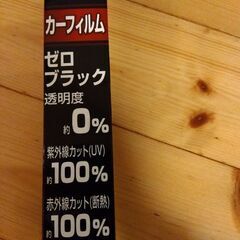 カーフィルム
ゼロ
ブラック
透明度
約0%
紫外線カット(UV)
約100%
赤外線カット(断熱)
約100%